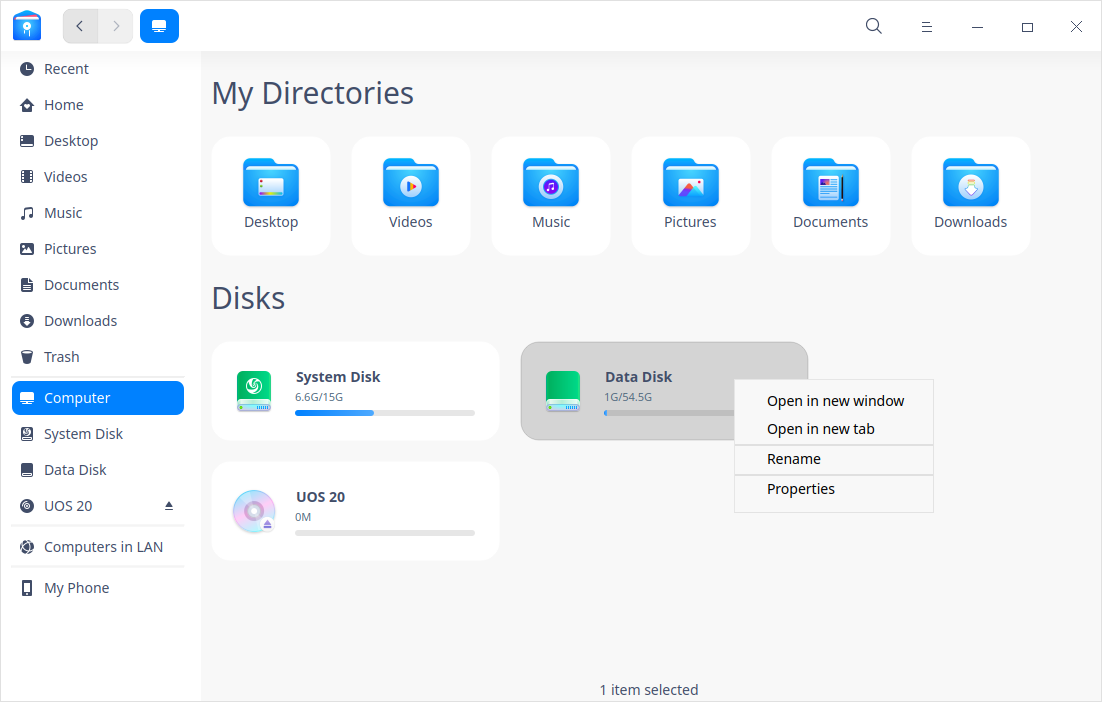 Recent
Home
Desktop
Videos
Music
Pictures
Documents
Downloads
Trash
Computer
System Disk
Data Disk
UOS 20
Computers in LAN
My Phone
My Directories
Desktop
Videos
Music
Pictures
Documents
Downloads
Disks
System Disk
6.6G/15G
Data Disk
1G/54.5G
UOS 20
0M
Open in new window
Open in new tab
Rename
Properties
1 item selected